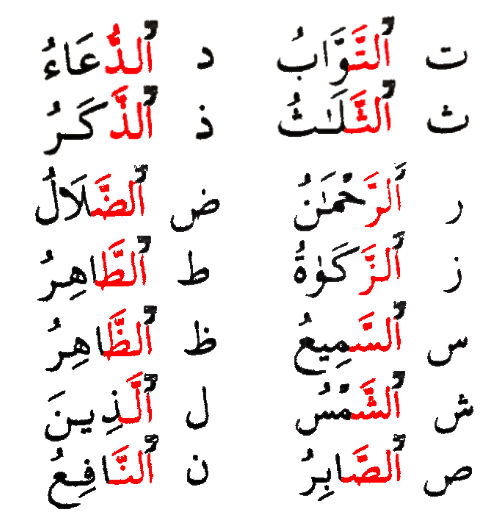 ت ٱلتَّوَّابُ د ٱلدُّعَاءُ
ث ٱلثَّلَـٰثُ ذ ٱلذَّكَرُ
ر ٱلرَّحْمَـٰنُ ض ٱلضَّلَالُ
ز ٱلزَّكَوٰةُ ط ٱلطَّاهِرُ
س ٱلسَّمِيعُ ظ ٱلظَّاهِرُ
ش ٱلشَّمْسُ ل ٱلَّذِينَ
ص ٱلصَّابِرُ ن ٱلنَّافِعُ